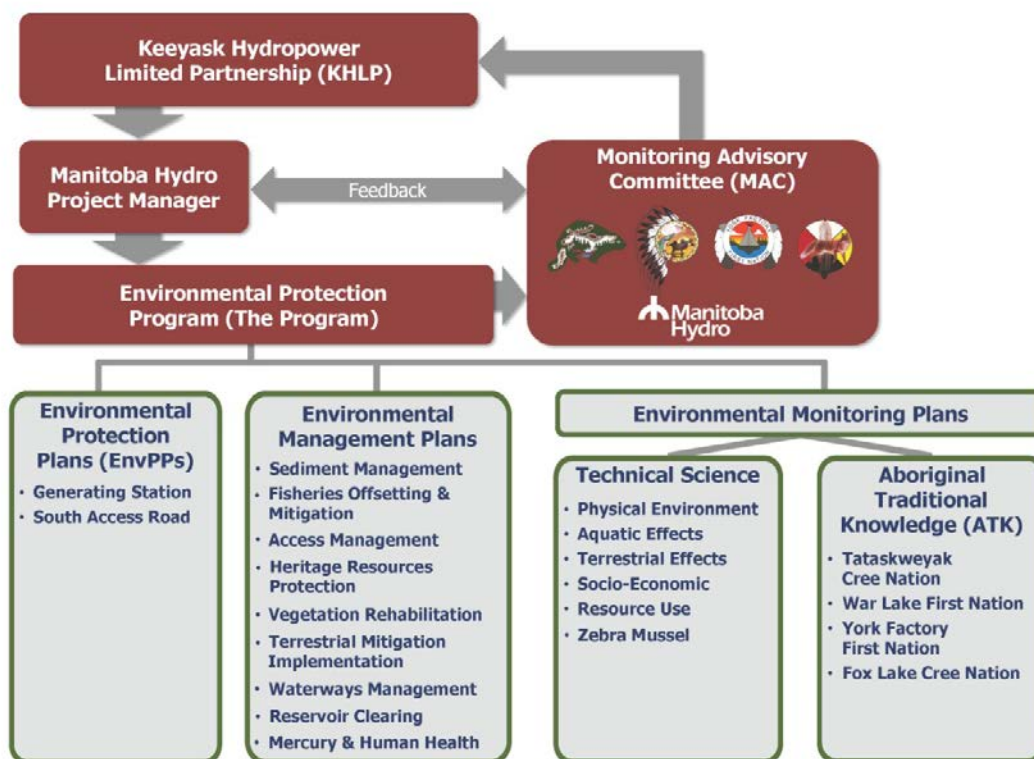 Keeyask Hydropower
Limited Partnership (KHLP)
Manitoba Hydro
Project Manager
Feedback
Monitoring Advisory
Committee (MAC)
Manitoba
Hydro
Environmental Protection
Program (The Program)
Environmental
Protection
Plans (EnvPPs)
• Generating Station
• South Access Road
Environmental
Management Plans
• Sediment Management
• Fisheries Offsetting &
Mitigation
• Access Management
• Heritage Resources
Protection
• Vegetation Rehabilitation
• Terrestrial Mitigation
Implementation
• Waterways Management
• Reservoir Clearing
• Mercury & Human Health
Environmental Monitoring Plans
Technical Science
• Physical Environment
• Aquatic Effects
• Terrestrial Effects
• Socio-Economic
• Resource Use
• Zebra Mussel
Aboriginal
Traditional
Knowledge (ATK)
• Tataskweyak
Cree Nation
• War Lake First Nation
• York Factory
First Nation
• Fox Lake Cree Nation